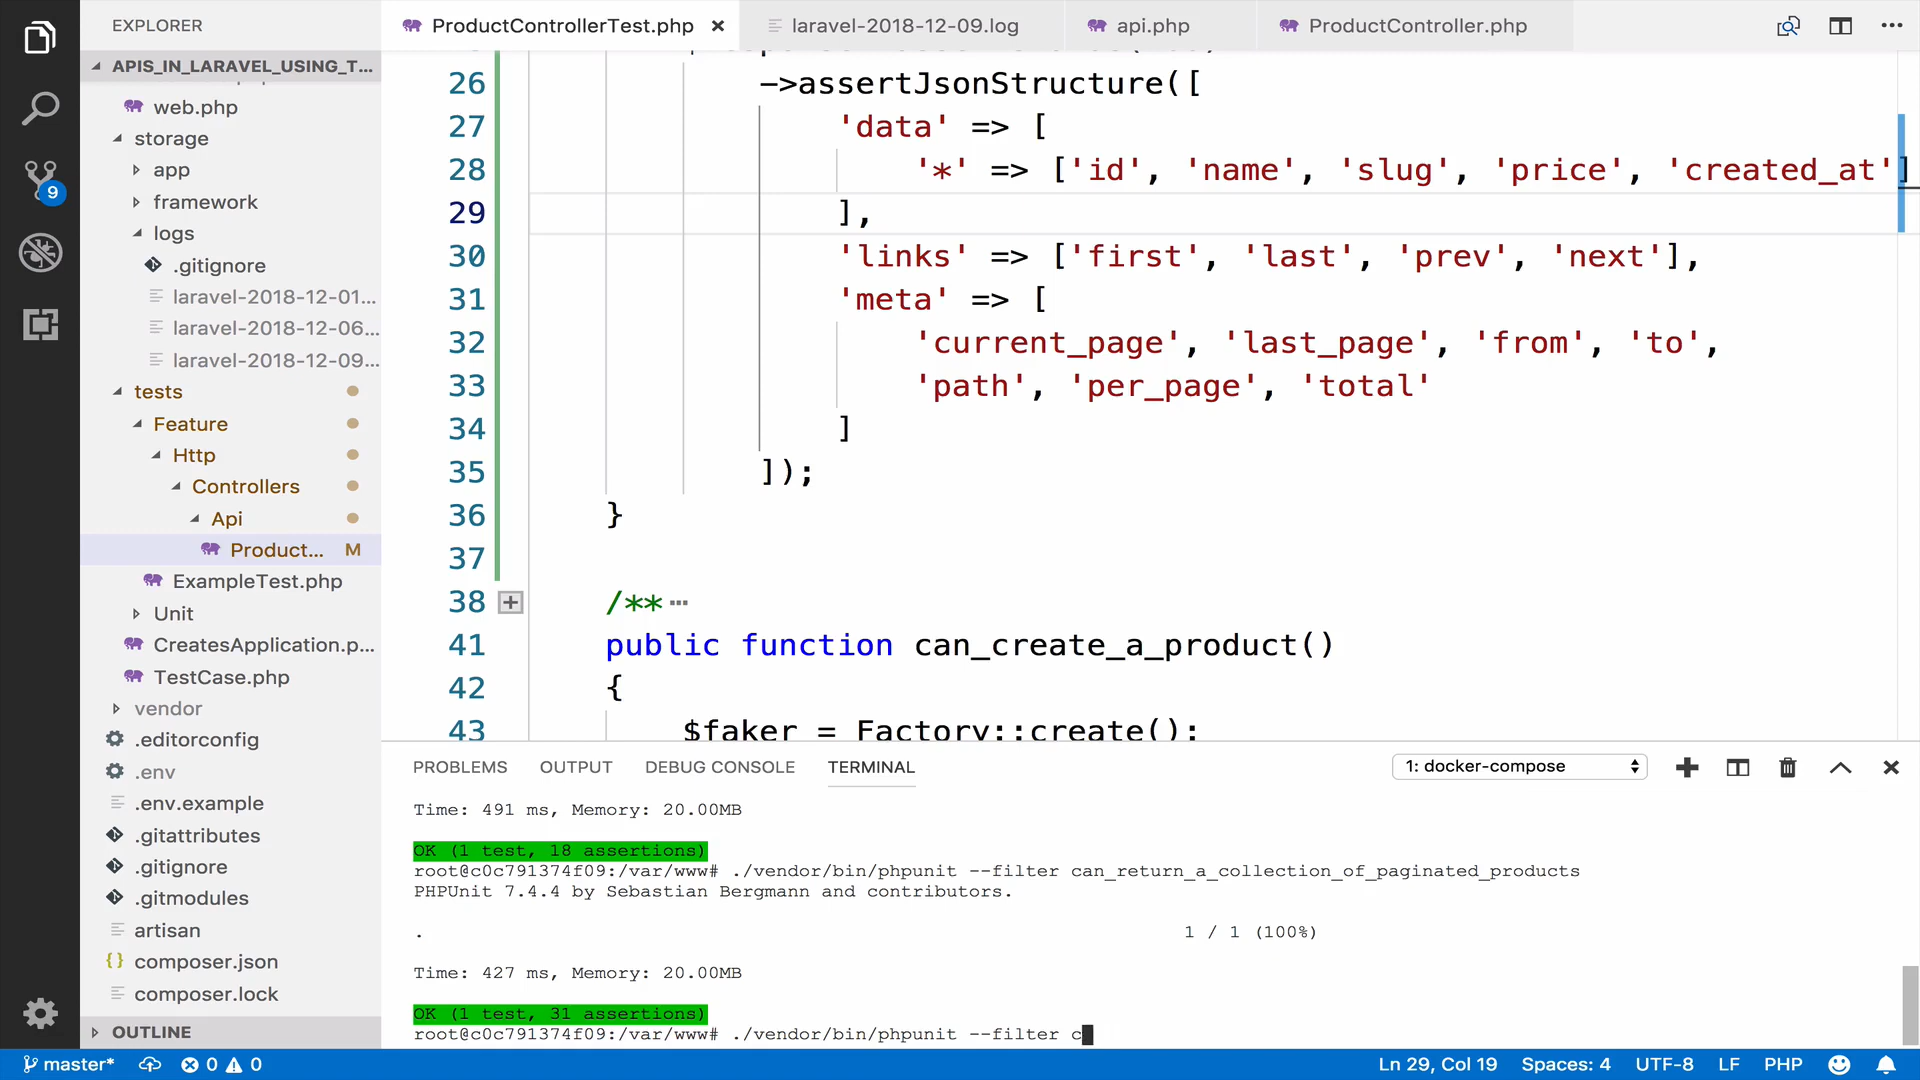 EXPLORER
ProductControllerTest.php
laravel-2018-12-09.log
api.php
ProductController.php
APIS_IN_LARAVEL_USING_T...
web.php
storage
app
framework
logs
.gitignore
laravel-2018-12-01...
laravel-2018-12-06...
laravel-2018-12-09...
tests
Feature
Http
Controllers
Api
Product... M
ExampleTest.php
Unit
CreatesApplication.p...
TestCase.php
vendor
.editorconfig
.env
.env.example
.gitattributes
.gitignore
.gitmodules
artisan
composer.json
composer.lock
OUTLINE
9
26 ->assertJsonStructure([
27 'data' => [
28 '*' => ['id', 'name', 'slug', 'price', 'created_at']
29 ],
30 'links' => ['first', 'last', 'prev', 'next'],
31 'meta' => [
32 'current_page', 'last_page', 'from', 'to',
33 'path', 'per_page', 'total'
34 ]
35 ]);
36 }
37
38 /** ...
41 public function can_create_a_product()
42 {
43 $faker = Factory::create();
PROBLEMS OUTPUT DEBUG CONSOLE TERMINAL 1: docker-compose
Time: 491 ms, Memory: 20.00MB
OK (1 test, 18 assertions)
root@c0c791374f09:/var/www# ./vendor/bin/phpunit --filter can_return_a_collection_of_paginated_products
PHPUnit 7.4.4 by Sebastian Bergmann and contributors.
. 1 / 1 (100%)
Time: 427 ms, Memory: 20.00MB
OK (1 test, 31 assertions)
root@c0c791374f09:/var/www# ./vendor/bin/phpunit --filter c
master* 0 0 Ln 29, Col 19 Spaces: 4 UTF-8 LF PHP